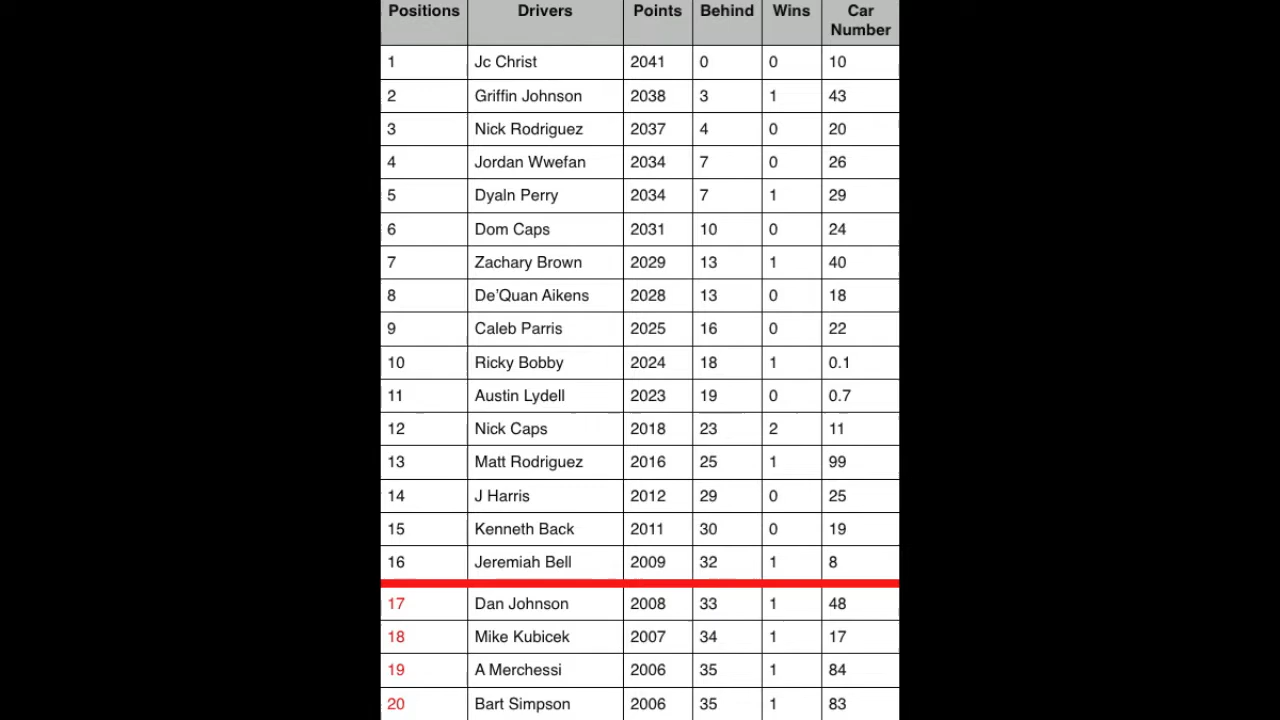 Positions Drivers Points Behind Wins Car Number
1 Jc Christ 2041 0 0 10
2 Griffin Johnson 2038 3 1 43
3 Nick Rodriguez 2037 4 0 20
4 Jordan Wwefan 2034 7 0 26
5 Dyaln Perry 2034 7 1 29
6 Dom Caps 2031 10 0 24
7 Zachary Brown 2029 13 1 40
8 De’Quan Aikens 2028 13 0 18
9 Caleb Parris 2025 16 0 22
10 Ricky Bobby 2024 18 1 0.1
11 Austin Lydell 2023 19 0 0.7
12 Nick Caps 2018 23 2 11
13 Matt Rodriguez 2016 25 1 99
14 J Harris 2012 29 0 25
15 Kenneth Back 2011 30 0 19
16 Jeremiah Bell 2009 32 1 8
17 Dan Johnson 2008 33 1 48
18 Mike Kubicek 2007 34 1 17
19 A Merchessi 2006 35 1 84
20 Bart Simpson 2006 35 1 83